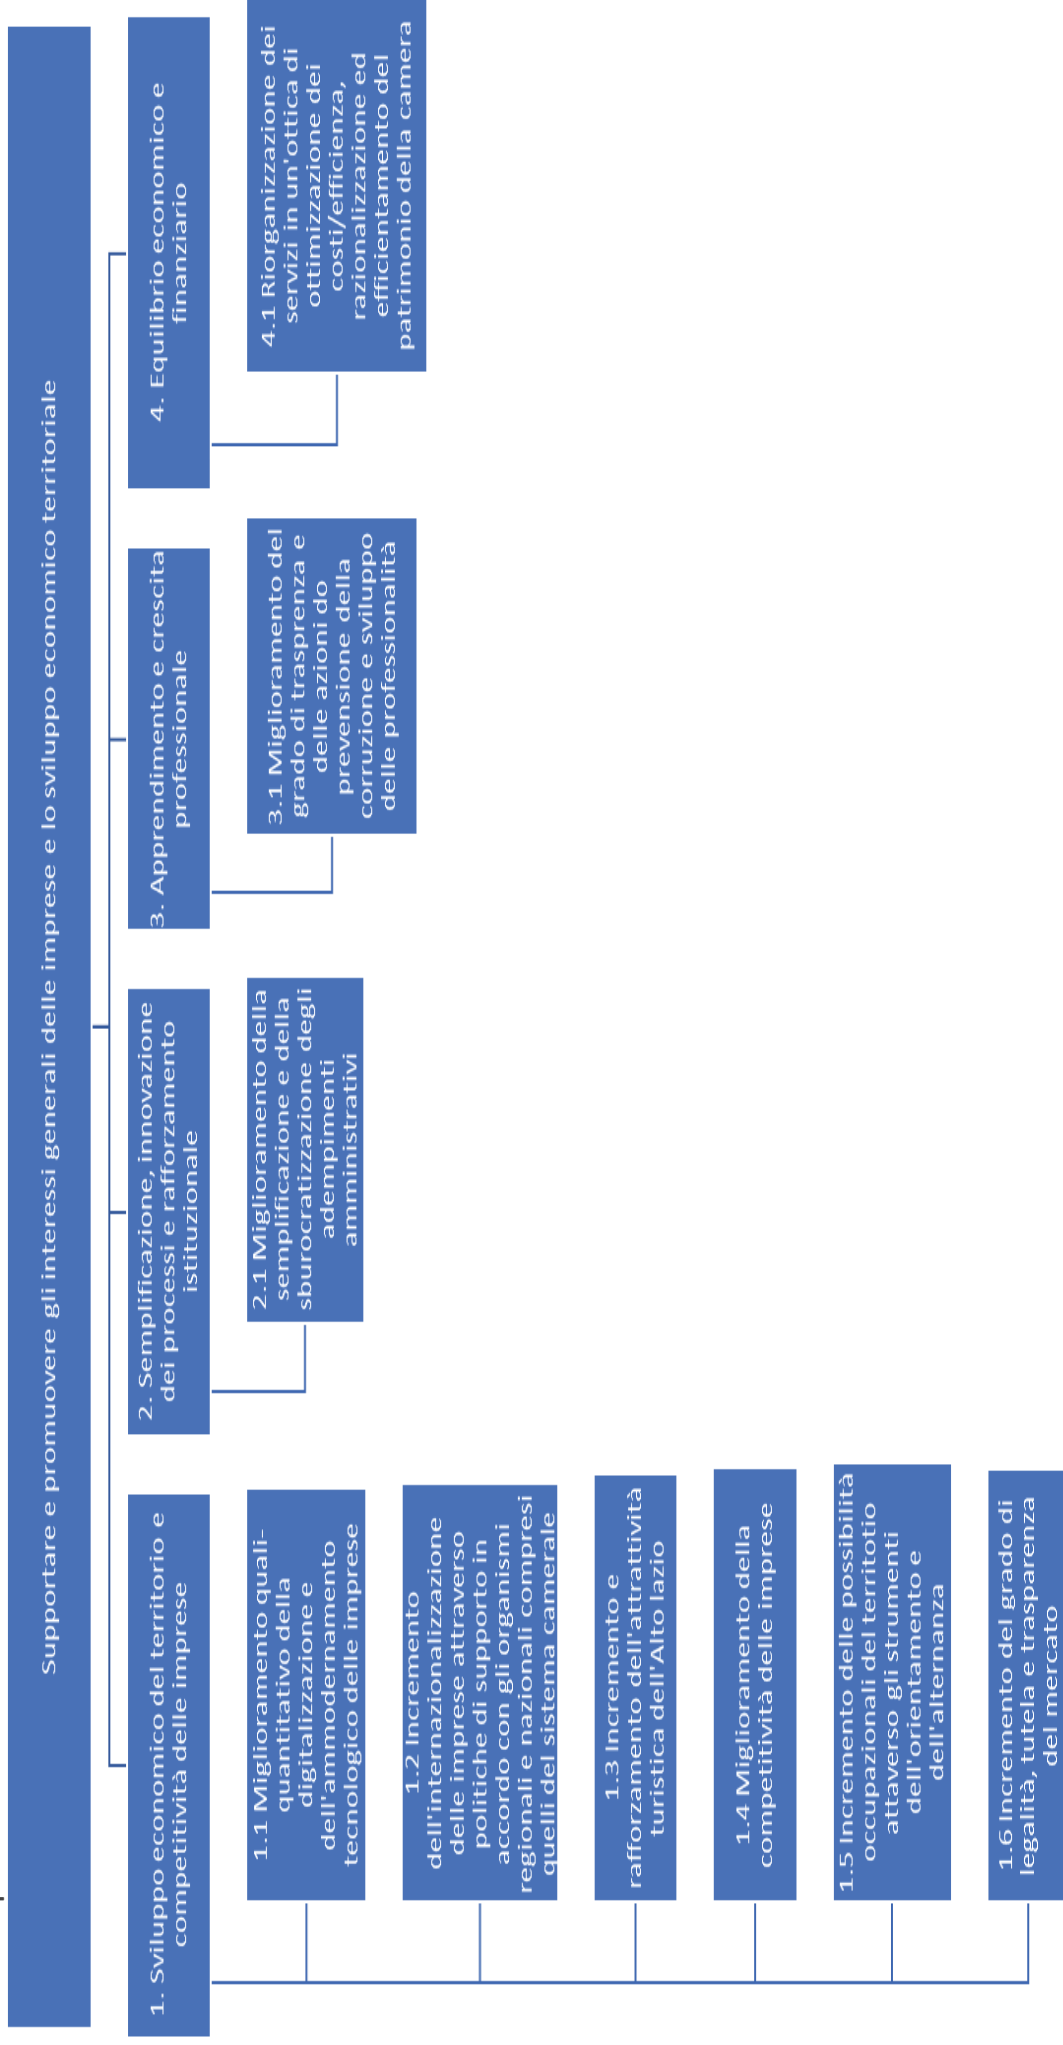 Supportare e promuovere gli interessi generali delle imprese e lo sviluppo economico territoriale
1. Sviluppo economico del territorio e
competitività delle imprese
1.1 Miglioramento quali-
quantitativo della
digitalizzazione e
dell'ammodernamento
tecnologico delle imprese
1.2 Incremento
dell'internazionalizzazione
delle imprese attraverso
politiche di supporto in
accordo con gli organismi
regionali e nazionali compresi
quelli del sistema camerale
1.3 Incremento e
rafforzamento dell'attrattività
turistica dell'Alto lazio
1.4 Miglioramento della
competitività delle imprese
1.5 Incremento delle possibilità
occupazionali del territotio
attaverso gli strumenti
dell'orientamento e
dell'alternanza
1.6 Incremento del grado di
legalità, tutela e trasparenza
del mercato
2. Semplificazione, innovazione
dei processi e rafforzamento
istituzionale
2.1 Miglioramento della
semplificazione e della
sburocratizzazione degli
adempimenti
amministrativi
3. Apprendimento e crescita
professionale
3.1 Miglioramento del
grado di trasprenza e
delle azioni do
prevensione della
corruzione e sviluppo
delle professionalità
4. Equilibrio economico e
finanziario
4.1 Riorganizzazione dei
servizi in un'ottica di
ottimizzazione dei
costi/efficienza,
razionalizzazione ed
efficientamento del
patrimonio della camera